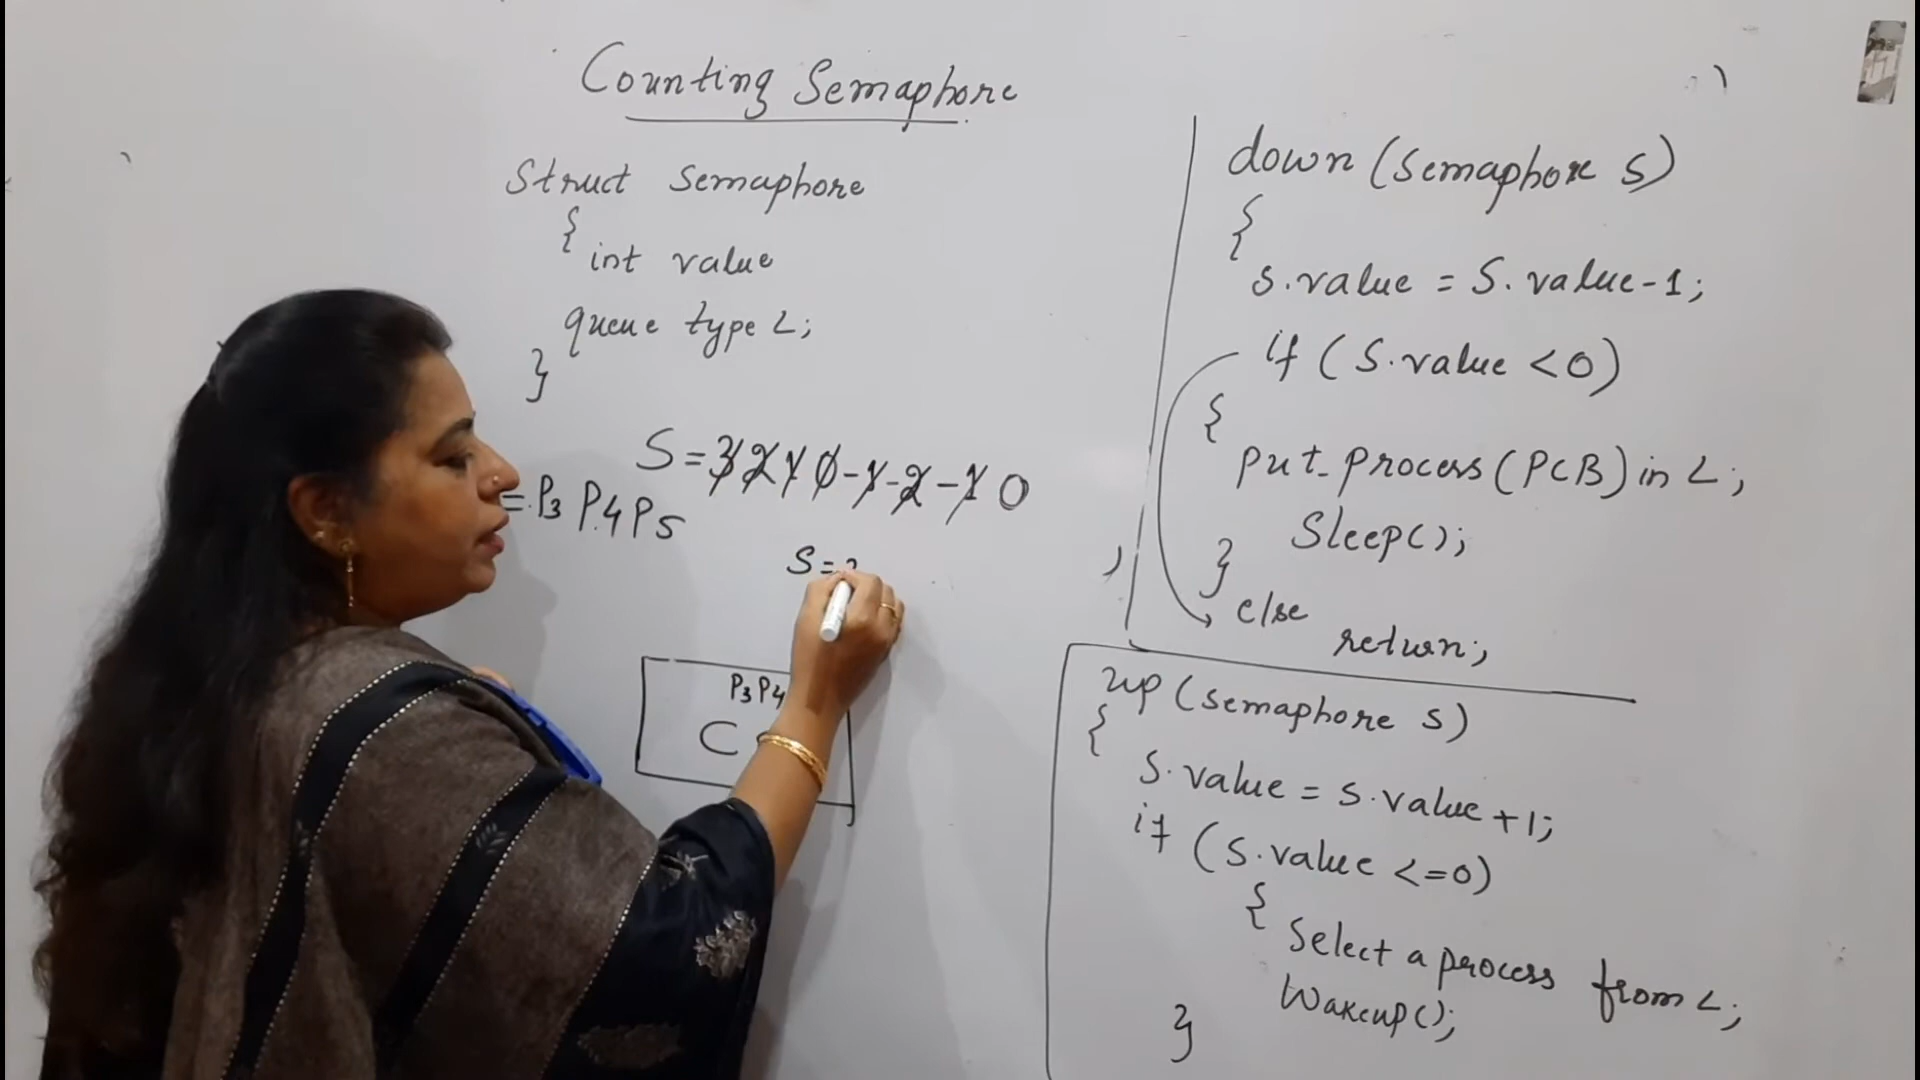 Counting Semaphore
Struct Semaphore
{
int value
queue type L;
}
S=3 2 1 0 -1 -2 -1 0
= P3 P4 P5
S=
P3 P4
C
down (Semaphore S)
{
S.value = S.value-1;
if (S.value <0)
{
put-process (PCB) in L;
Sleep();
}
else
return;
up (Semaphore S)
{
S.value = S.value +1;
if (S.value <=0)
{
Select a process from L;
Wakeup();
}